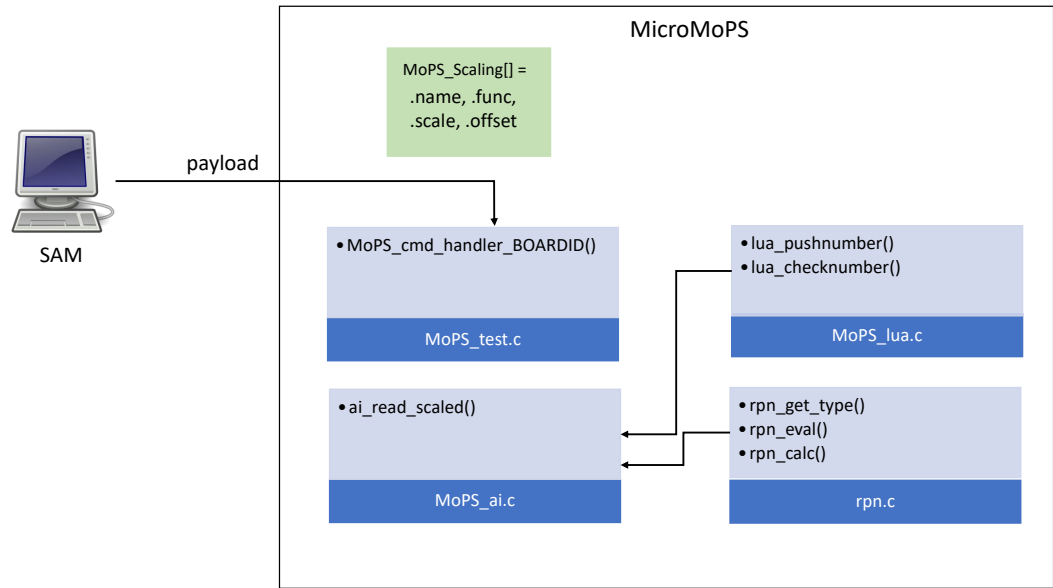 MicroMoPS
MoPS_Scaling[] =
.name, .func,
.scale, .offset
payload
SAM
• MoPS_cmd_handler_BOARDID()
MoPS_test.c
• lua_pushnumber()
• lua_checknumber()
MoPS_lua.c
• ai_read_scaled()
MoPS_ai.c
• rpn_get_type()
• rpn_eval()
• rpn_calc()
rpn.c